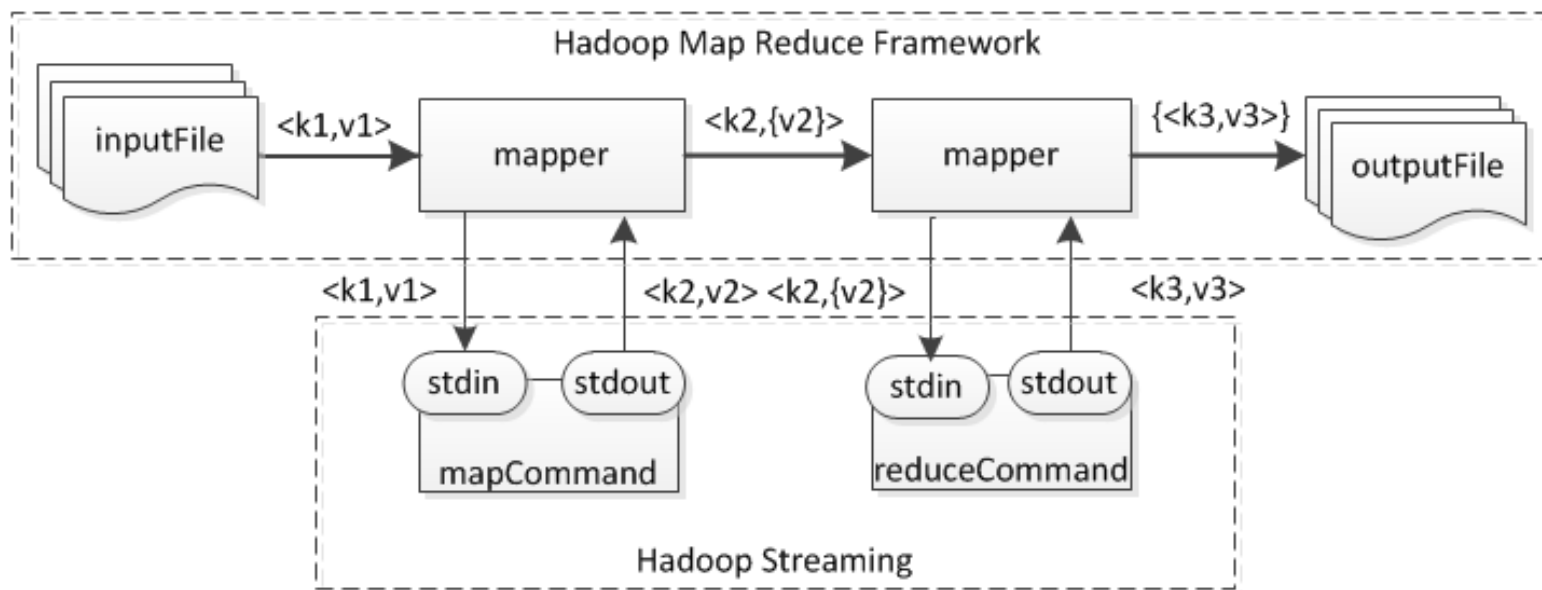 Hadoop Map Reduce Framework
inputFile
<k1,v1>
mapper
<k2,{v2}>
mapper
{<k3,v3>}
outputFile
<k1,v1>
<k2,v2>
<k2,{v2}>
<k3,v3>
stdin
stdout
mapCommand
stdin
stdout
reduceCommand
Hadoop Streaming